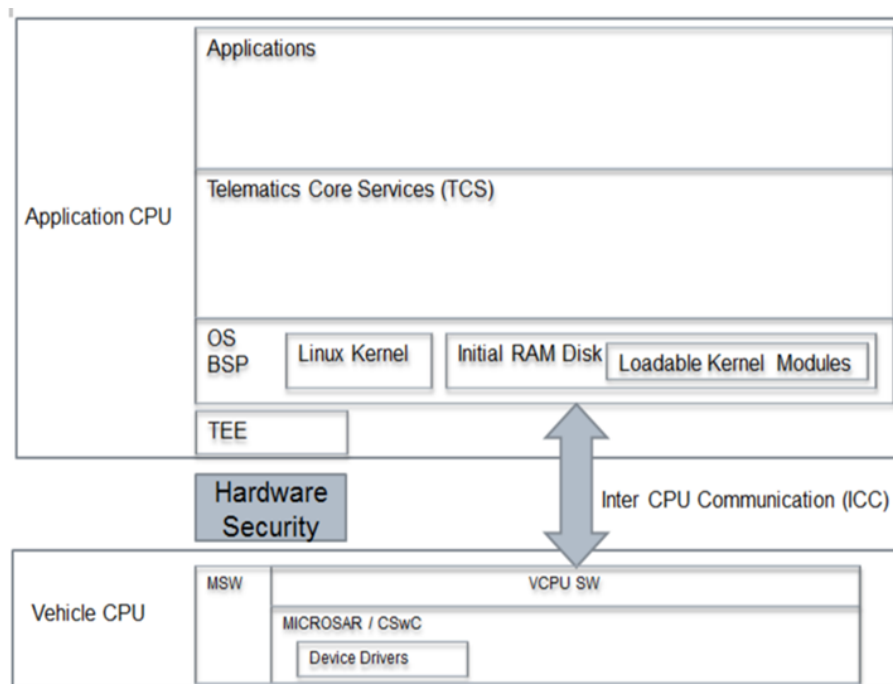 Applications
Telematics Core Services (TCS)
Application CPU
OS
BSP
Linux Kernel
Initial RAM Disk
Loadable Kernel Modules
TEE
Hardware
Security
Inter CPU Communication (ICC)
Vehicle CPU
MSW
VCPU SW
MICROSAR / CSwC
Device Drivers